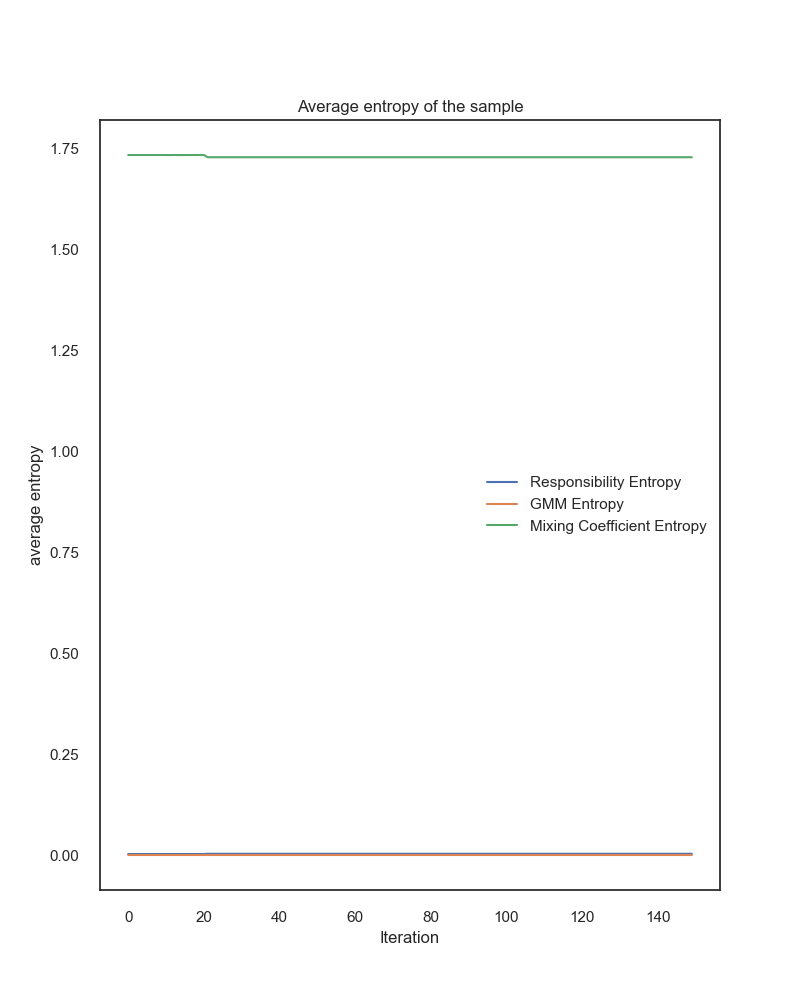 Average entropy of the sample
1.75
1.50
1.25
1.00
0.75
0.50
0.25
0.00
average entropy
Responsibility Entropy
GMM Entropy
Mixing Coefficient Entropy
0 20 40 60 80 100 120 140
Iteration